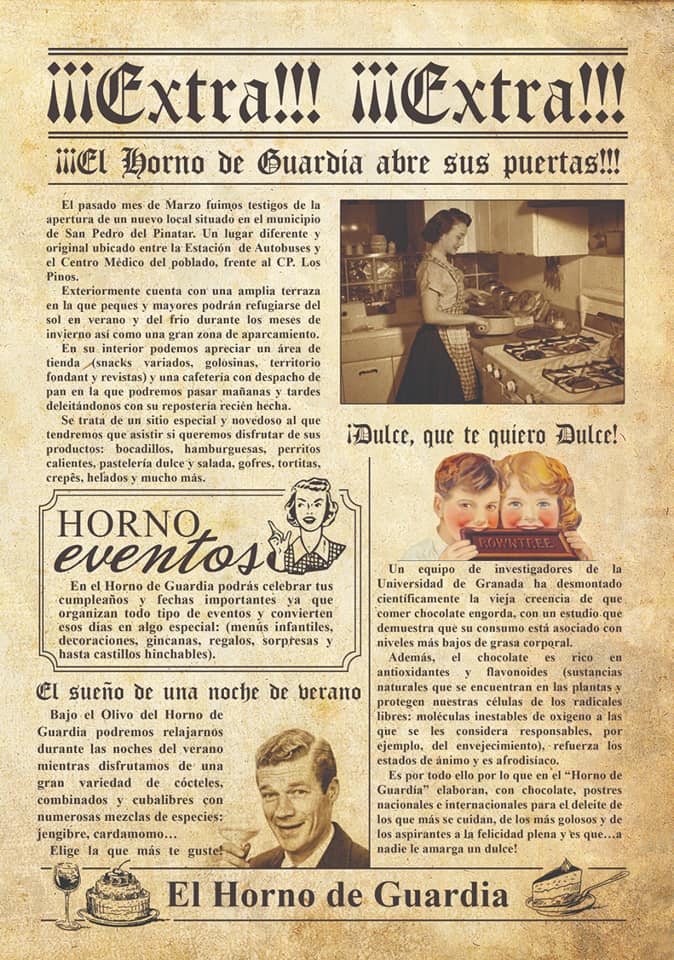 ¡¡¡Extra!!! ¡¡¡Extra!!!
¡¡¡El Horno de Guardía abre sus puertas!!!
El pasado mes de Marzo fuimos testigos de la
apertura de un nuevo local situado en el municipio
de San Pedro del Pinatar. Un lugar diferente y
original ubicado entre la Estación de Autobuses y
el Centro Médico del poblado, frente al CP. Los
Pinos.
Exteriormente cuenta con una amplia terraza
en la que peques y mayores podrán refugiarse del
sol en verano y del frio durante los meses de
invierno así como una gran zona de aparcamiento.
En su interior podemos apreciar un área de
tienda (snacks variados, golosinas, territorio
fondant y revistas) y una cafetería con despacho de
pan en la que podremos pasar mañanas y tardes
deleitándonos con su repostería recién hecha.
Se trata de un sitio especial y novedoso al que
tendremos que asistir si queremos disfrutar de sus
productos: bocadillos, hamburguesas, perritos
calientes, pastelería dulce y salada, gofres, tortitas,
crepês, helados y mucho más.
HORNO
eventos
En el Horno de Guardia podrás celebrar tus
cumpleaños y fechas importantes ya que
organizan todo tipo de eventos y convierten
esos días en algo especial: (menús infantiles,
decoraciones, gincanas, regalos, sorpresas y
hasta castillos hinchables).
El sueño de una noche de verano
Bajo el Olivo del Horno de
Guardia podremos relajarnos
durante las noches del verano
mientras disfrutamos de una
gran variedad de cócteles,
combinados y cubalibres con
numerosas mezclas de especies:
jengibre, cardamomo…
Elige la que más te guste!
¡Dulce, que te quiero Dulce!
ROWNTREE
Un equipo de investigadores de la
Universidad de Granada ha desmontado
científicamente la vieja creencia de que
comer chocolate engorda, con un estudio que
demuestra que su consumo está asociado con
niveles más bajos de grasa corporal.
Además, el chocolate es rico en
antioxidantes y flavonoides (sustancias
naturales que se encuentran en las plantas y
protegen nuestras células de los radicales
libres: moléculas inestables de oxigeno a las
que se les considera responsables, por
ejemplo, del envejecimiento), refuerza los
estados de ánimo y es afrodisíaco.
Es por todo ello por lo que en el “Horno de
Guardía” elaboran, con chocolate, postres
nacionales e internacionales para el deleite de
los que más se cuidan, de los más golosos y de
los aspirantes a la felicidad plena y es que…a
nadie le amarga un dulce!
El Horno de Guardia